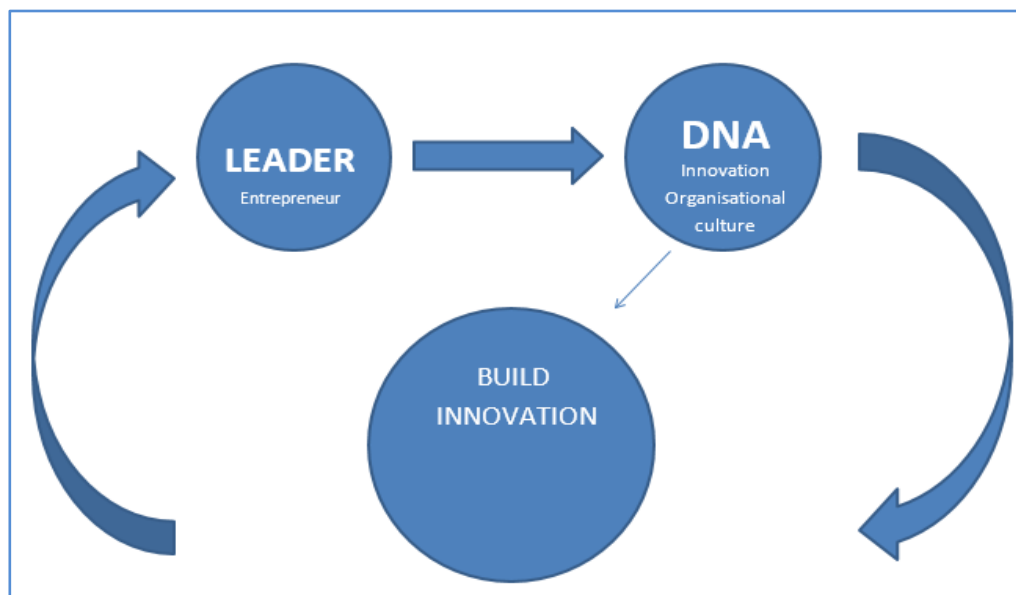 LEADER
Entrepreneur
DNA
Innovation
Organisational
culture
BUILD
INNOVATION